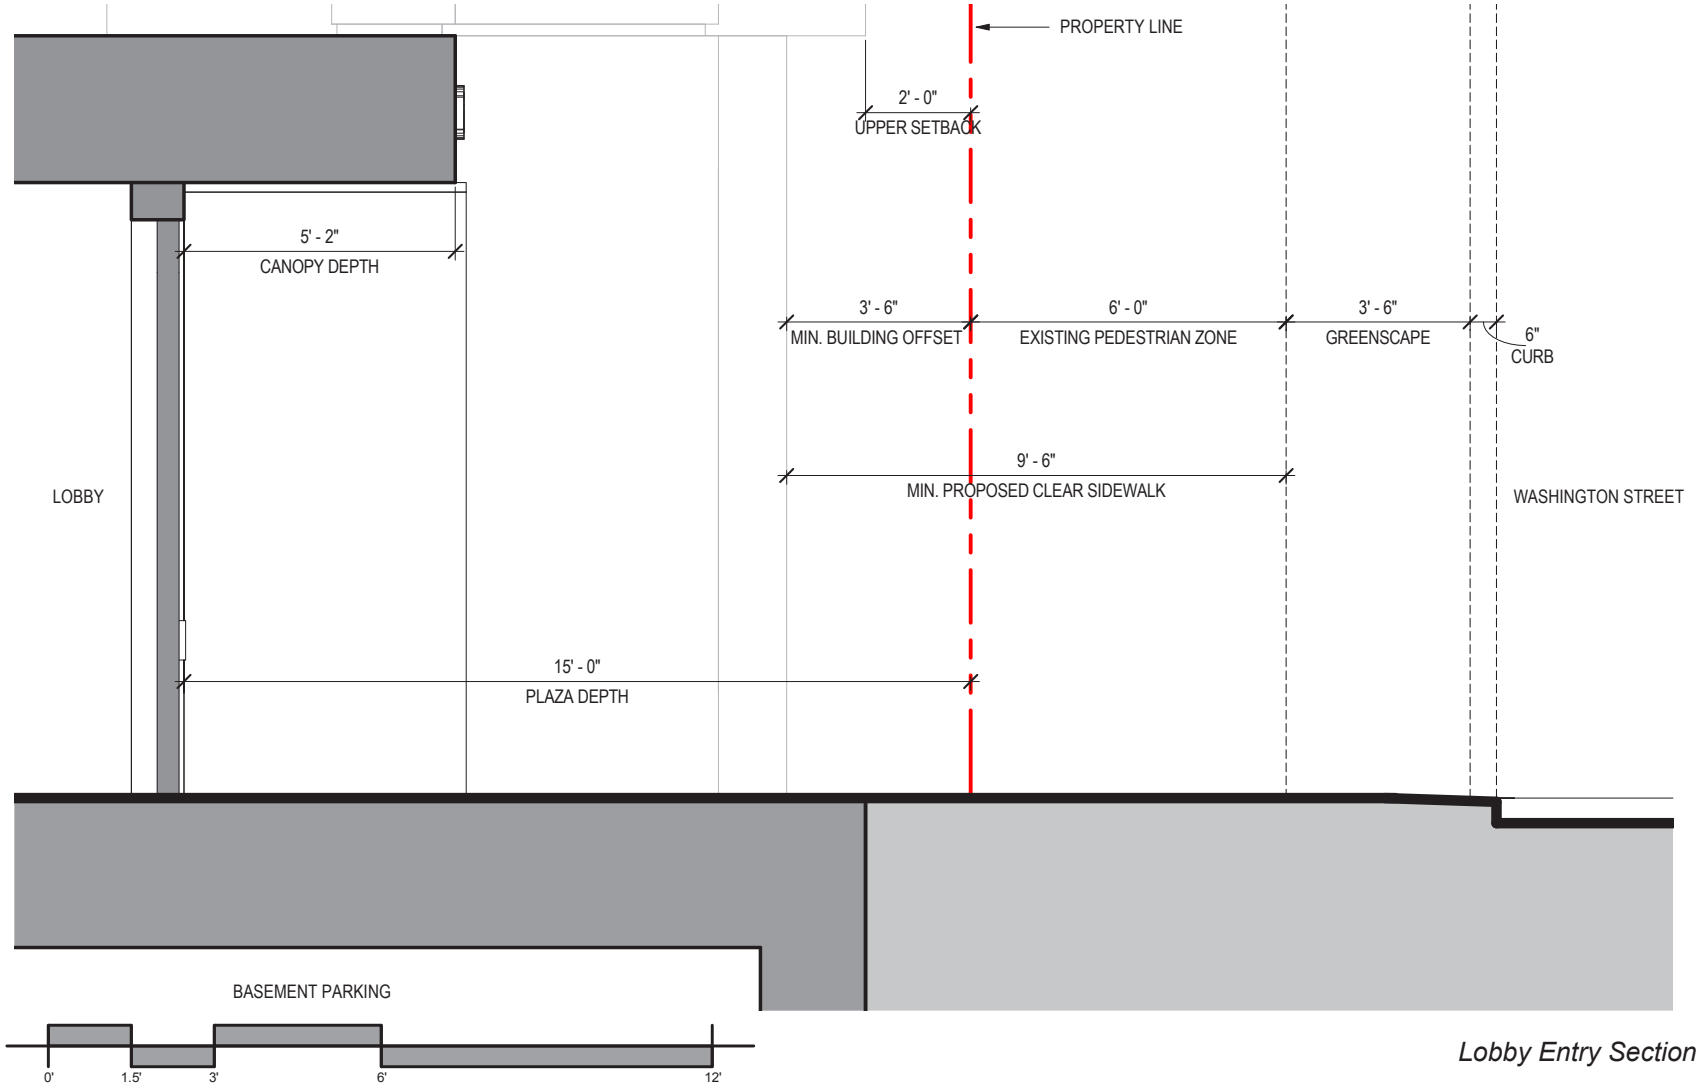 PROPERTY LINE
2' - 0"
UPPER SETBACK
5' - 2"
CANOPY DEPTH
3' - 6"
MIN. BUILDING OFFSET
6' - 0"
EXISTING PEDESTRIAN ZONE
3' - 6"
GREENSCAPE
6"
CURB
9' - 6"
MIN. PROPOSED CLEAR SIDEWALK
LOBBY
WASHINGTON STREET
15' - 0"
PLAZA DEPTH
BASEMENT PARKING
0' 1.5' 3' 6' 12'
Lobby Entry Section